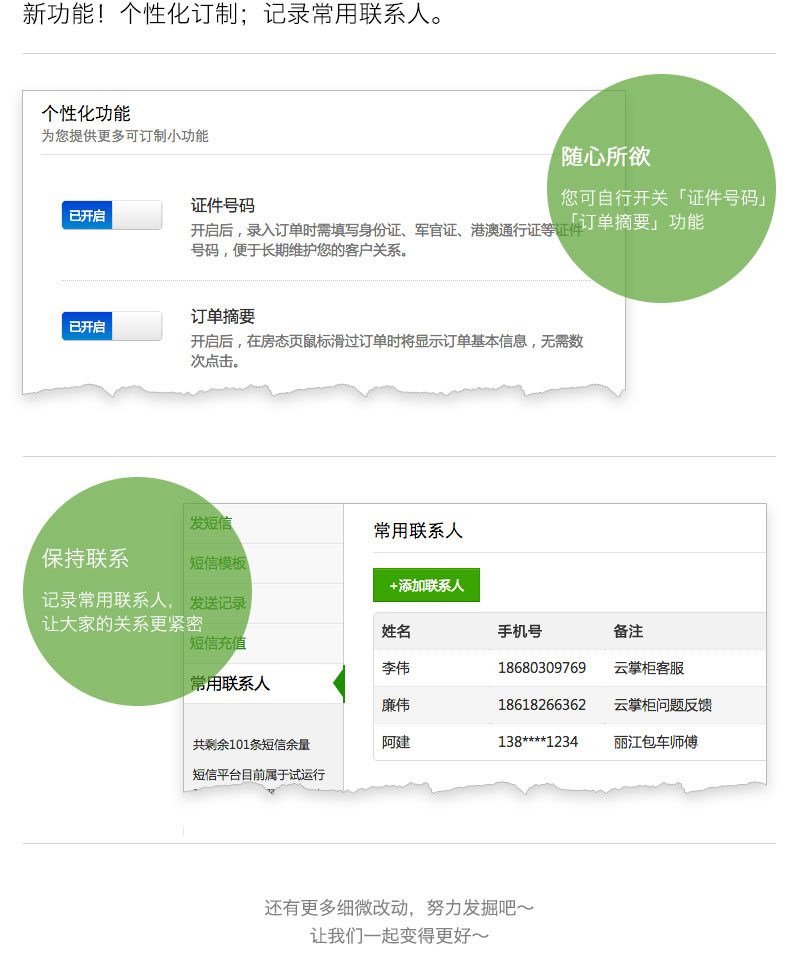 新功能！个性化订制；记录常用联系人。
个性化功能
为您提供更多可订制小功能
随心所欲
您可自行开关「证件号码」
「订单摘要」功能
已开启
证件号码
开启后，录入订单时需填写身份证、军官证、港澳通行证等证件
号码，便于长期维护您的客户关系。
已开启
订单摘要
开启后，在房态页鼠标滑过订单时将显示订单基本信息，无需数
次点击。
保持联系
记录常用联系人，
让大家的关系更紧密
发短信
短信模板
发送记录
短信充值
常用联系人
共剩余101条短信余量
短信平台目前属于试运行
常用联系人
+添加联系人
姓名 手机号 备注
李伟 18680309769 云掌柜客服
廉伟 18618266362 云掌柜问题反馈
阿建 138****1234 丽江包车师傅
还有更多细微改动，努力发掘吧～
让我们一起变得更好～